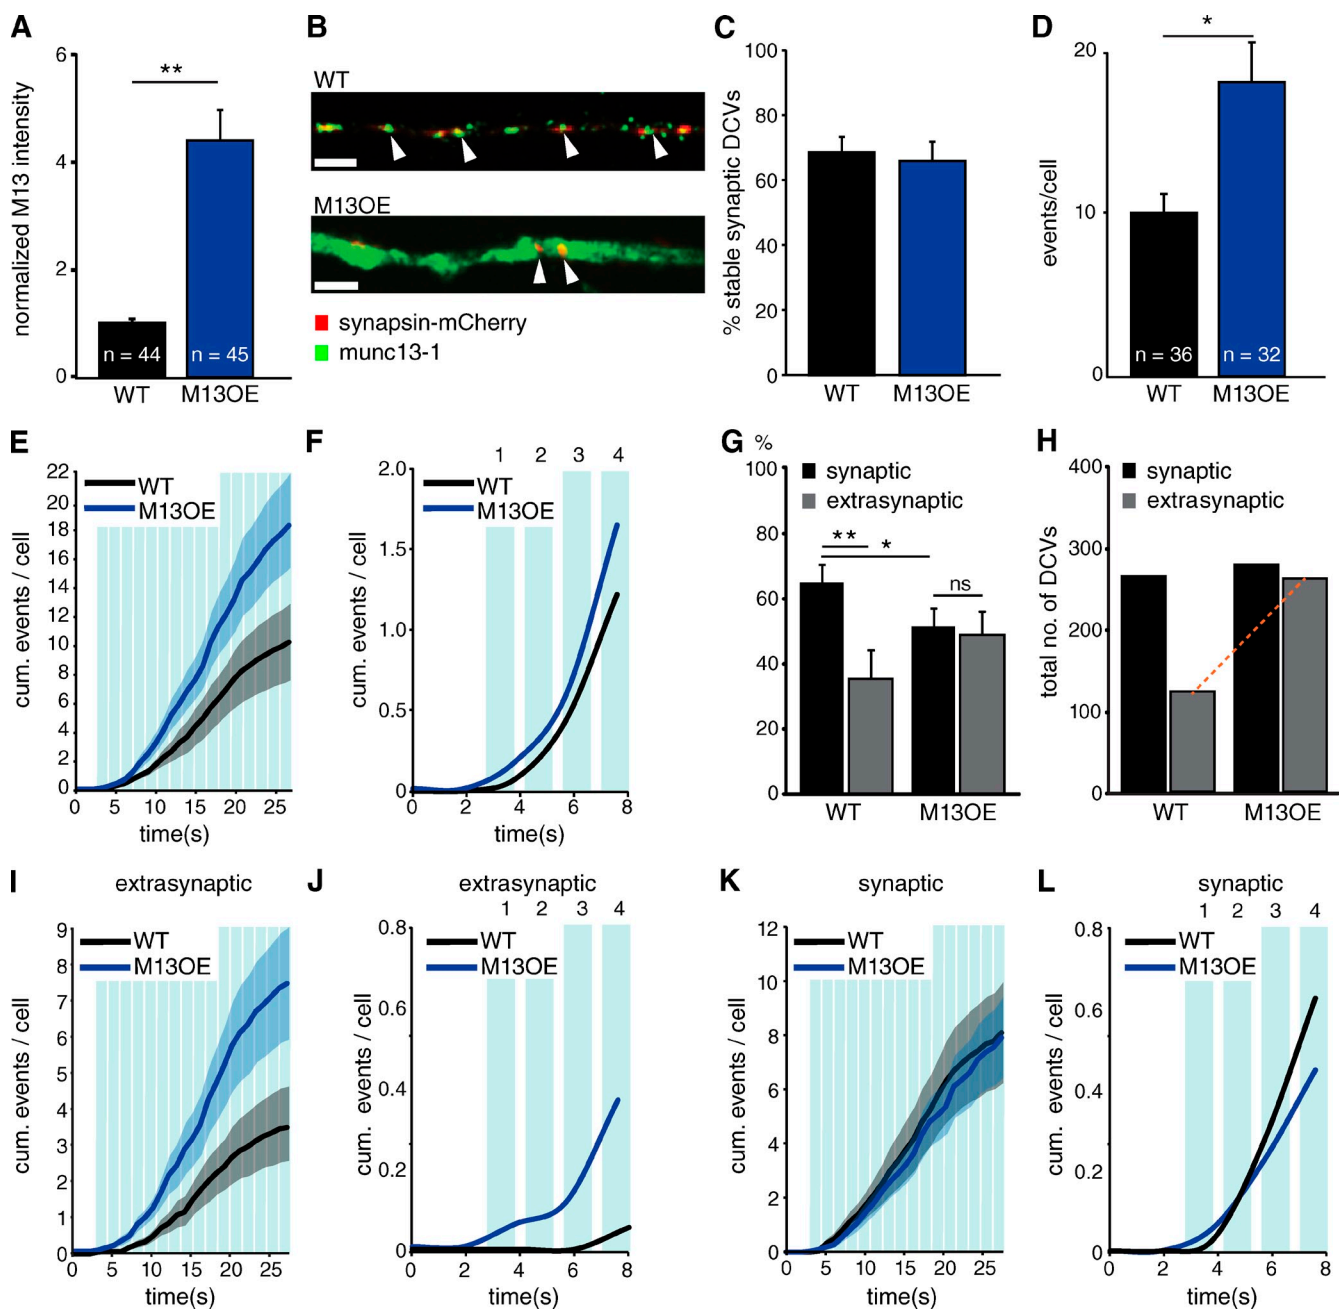 A
normalized M13 intensity
6
4
2
0
**
n = 44
n = 45
WT
M13OE
B
WT
M13OE
synapsin-mCherry
munc13-1
C
% stable synaptic DCVs
100
80
60
40
20
0
WT
M13OE
D
events/cell
20
10
0
*
n = 36
n = 32
WT
M13OE
E
cum. events / cell
22
20
18
16
14
12
10
8
6
4
2
0
WT
M13OE
0 5 10 15 20 25
time(s)
F
1 2 3 4
cum. events / cell
2.0
1.5
1.0
0.5
0
WT
M13OE
0 2 4 6 8
time(s)
G
%
100
80
60
40
20
0
synaptic
extrasynaptic
**
*
ns
WT
M13OE
H
total no. of DCVs
400
300
200
100
0
synaptic
extrasynaptic
WT
M13OE
I
extrasynaptic
cum. events / cell
9
8
7
6
5
4
3
2
1
0
WT
M13OE
0 5 10 15 20 25
time(s)
J
extrasynaptic
1 2 3 4
cum. events / cell
0.8
0.6
0.4
0.2
0
WT
M13OE
0 2 4 6 8
time(s)
K
synaptic
cum. events / cell
12
10
8
6
4
2
0
WT
M13OE
0 5 10 15 20 25
time(s)
L
synaptic
1 2 3 4
cum. events / cell
0.8
0.6
0.4
0.2
0
WT
M13OE
0 2 4 6 8
time(s)